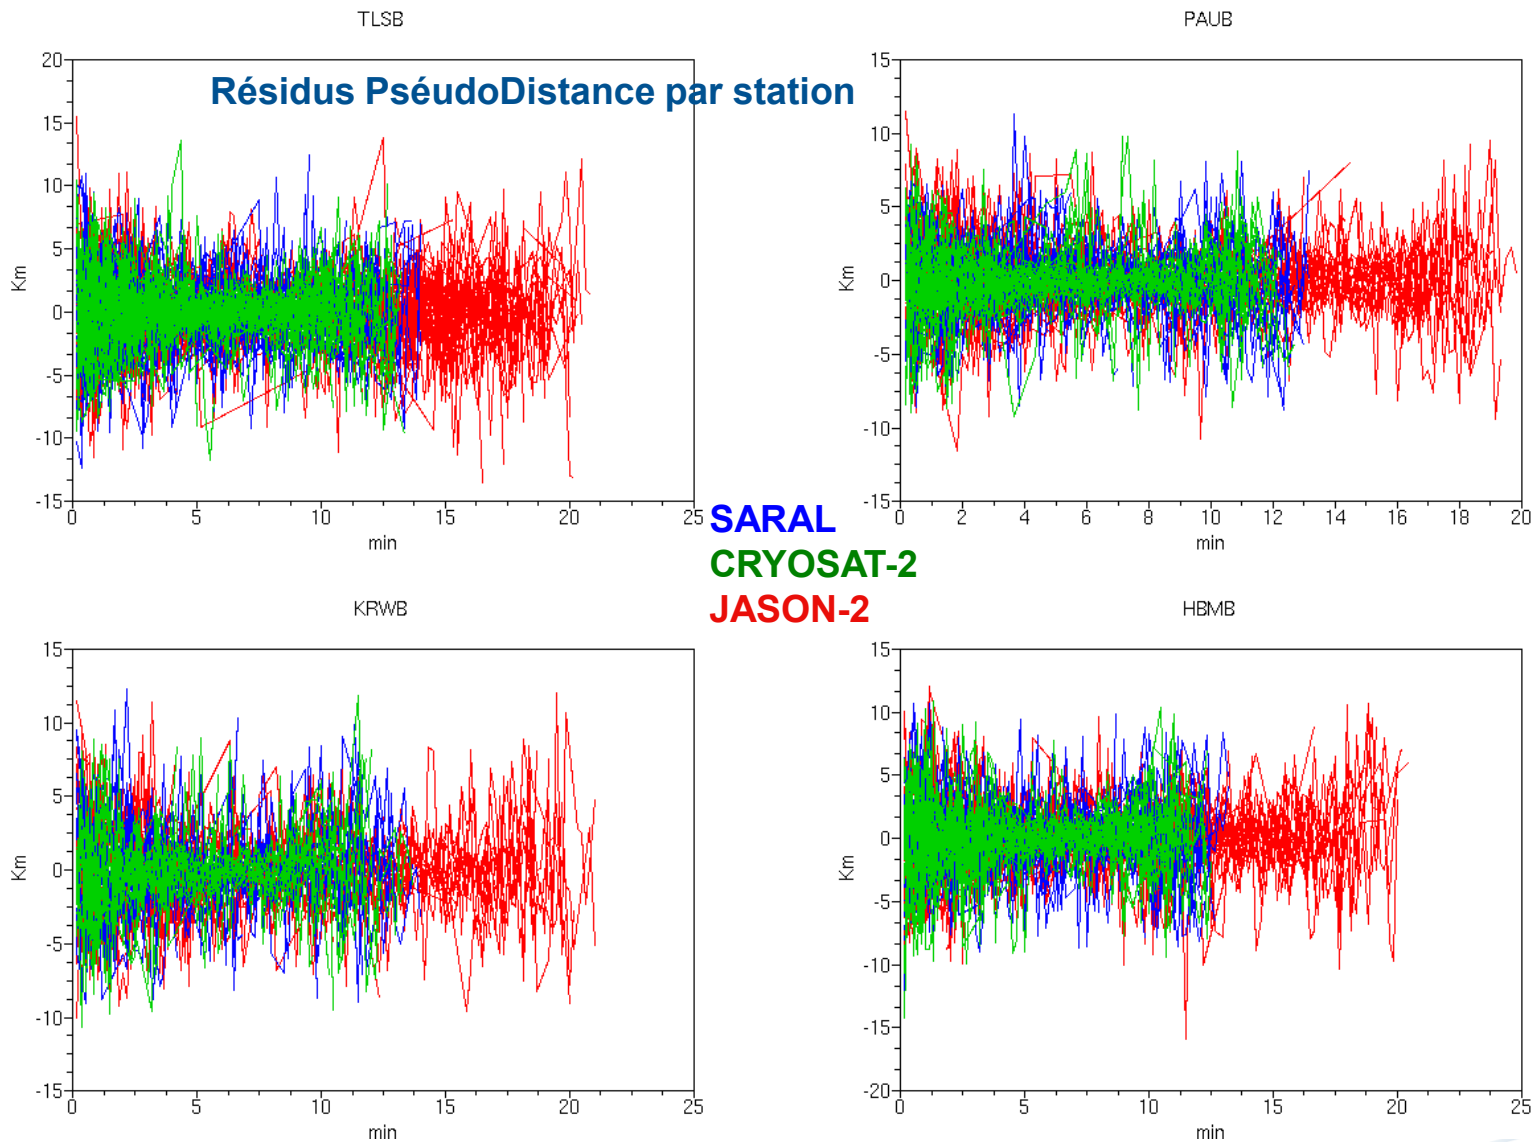 TLSB
20
15
10
5
0
-5
-10
-15
Km
0 5 10 15 20 25
min
Résidus PséudoDistance par station
PAUB
15
10
5
0
-5
-10
-15
Km
0 2 4 6 8 10 12 14 16 18 20
min
SARAL
CRYOSAT-2
JASON-2
KRWB
15
10
5
0
-5
-10
-15
Km
0 5 10 15 20 25
min
HBMB
15
10
5
0
-5
-10
-15
-20
Km
0 5 10 15 20 25
min